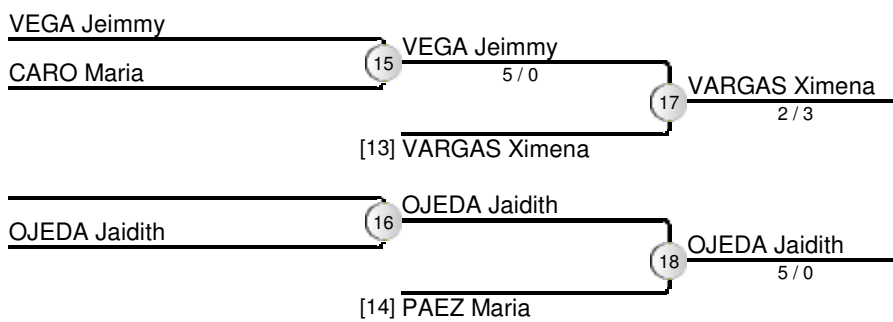 VEGA Jeimmy
CARO Maria
15
VEGA Jeimmy
5 / 0
17
VARGAS Ximena
2 / 3
[13] VARGAS Ximena
OJEDA Jaidith
16
OJEDA Jaidith
18
OJEDA Jaidith
5 / 0
[14] PAEZ Maria